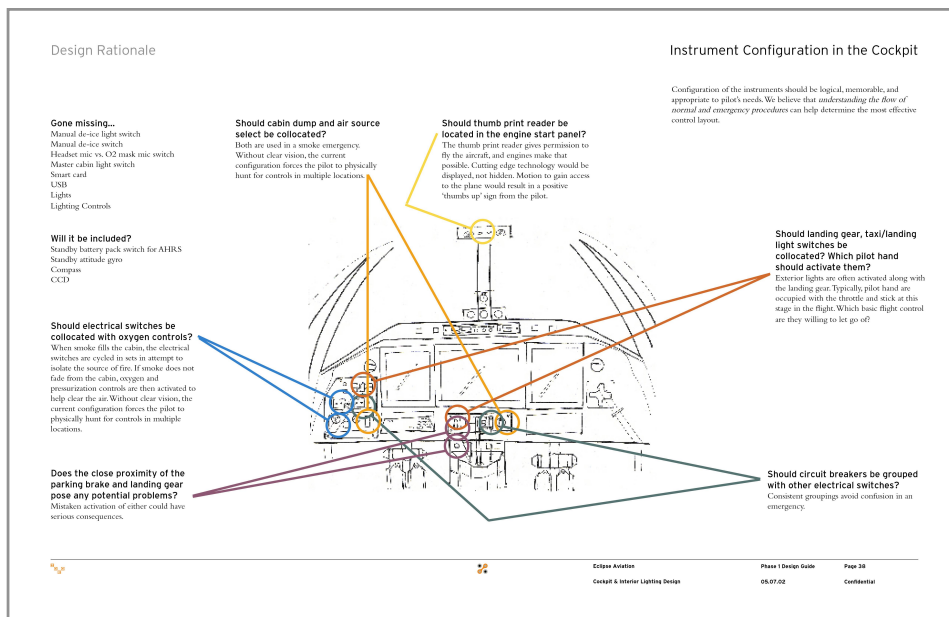 Design Rationale
Instrument Configuration in the Cockpit
Configuration of the instruments should be logical, memorable, and
appropriate to pilot's needs. We believe that understanding the flow of
normal and emergency procedures can help determine the most effective
control layout.
Gone missing...
Manual de-ice light switch
Manual de-ice switch
Headset mic vs. O2 mask mic switch
Master cabin light switch
Smart card
USB
Lights
Lighting Controls
Will it be included?
Standby battery pack switch for AHRS
Standby attitude gyro
Compass
CCD
Should electrical switches be
collocated with oxygen controls?
When smoke fills the cabin, the electrical
switches are cycled in sets in attempt to
isolate the source of fire. If smoke does not
fade from the cabin, oxygen and
pressurization controls are then activated to
help clear the air. Without clear vision, the
current configuration forces the pilot to
physically hunt for controls in multiple
locations.
Does the close proximity of the
parking brake and landing gear
pose any potential problems?
Mistaken activation of either could have
serious consequences.
Should cabin dump and air source
select be collocated?
Both are used in a smoke emergency.
Without clear vision, the current
configuration forces the pilot to physically
hunt for controls in multiple locations.
Should thumb print reader be
located in the engine start panel?
The thumb print reader gives permission to
fly the aircraft, and engines make that
possible. Cutting edge technology would be
displayed, not hidden. Motion to gain access
to the plane would result in a positive
'thumbs up' sign from the pilot.
Should landing gear, taxi/landing
light switches be
collocated? Which pilot hand
should activate them?
Exterior lights are often activated along with
the landing gear. Typically, pilot hand are
occupied with the throttle and stick at this
stage in the flight. Which basic flight control
are they willing to let go of?
Should circuit breakers be grouped
with other electrical switches?
Consistent groupings avoid confusion in an
emergency.
Eclipse Aviation
Cockpit & Interior Lighting Design
Phase 1 Design Guide
05.07.02
Page 38
Confidential